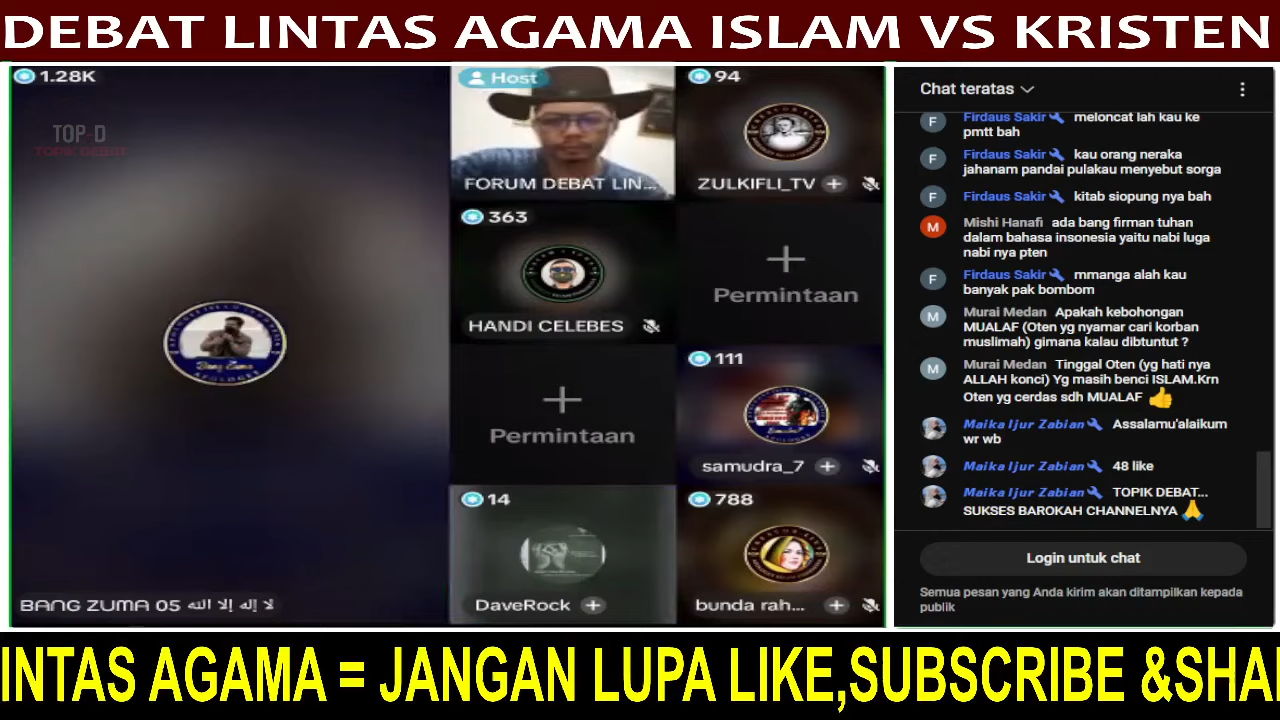 DEBAT LINTAS AGAMA ISLAM VS KRISTEN
1.28K
TOP D
TOPIK DEBAT
BANG ZUMA 05 لا إله إلا الله
Host
FORUM DEBAT LIN...
94
ZULKIFLI_TV
363
HANDI CELEBES
Permintaan
Permintaan
111
samudra_7
14
DaveRock
788
bunda rah...
Bang Zuma
Chat teratas
F
Firdaus Sakir meloncat lah kau ke
pmtt bah
F
Firdaus Sakir kau orang neraka
jahanam pandai pulakau menyebut sorga
F
Firdaus Sakir kitab siopung nya bah
M
Mishi Hanafi ada bang firman tuhan
dalam bahasa insonesia yaitu nabi luga
nabi nya pten
F
Firdaus Sakir mmanga alah kau
banyak pak bombom
M
Murai Medan Apakah kebohongan
MUALAF (Oten yg nyamar cari korban
muslimah) gimana kalau dibtuntut ?
M
Murai Medan Tinggal Oten (yg hati nya
ALLAH konci) Yg masih benci ISLAM.Krn
Oten yg cerdas sdh MUALAF 👍
Maika Ijur Zabian Assalamu'alaikum
wr wb
Maika Ijur Zabian 48 like
Maika Ijur Zabian TOPIK DEBAT...
SUKSES BAROKAH CHANNELNYA 🙏
Login untuk chat
Semua pesan yang Anda kirim akan ditampilkan kepada
publik
INTAS AGAMA = JANGAN LUPA LIKE,SUBSCRIBE &SHA